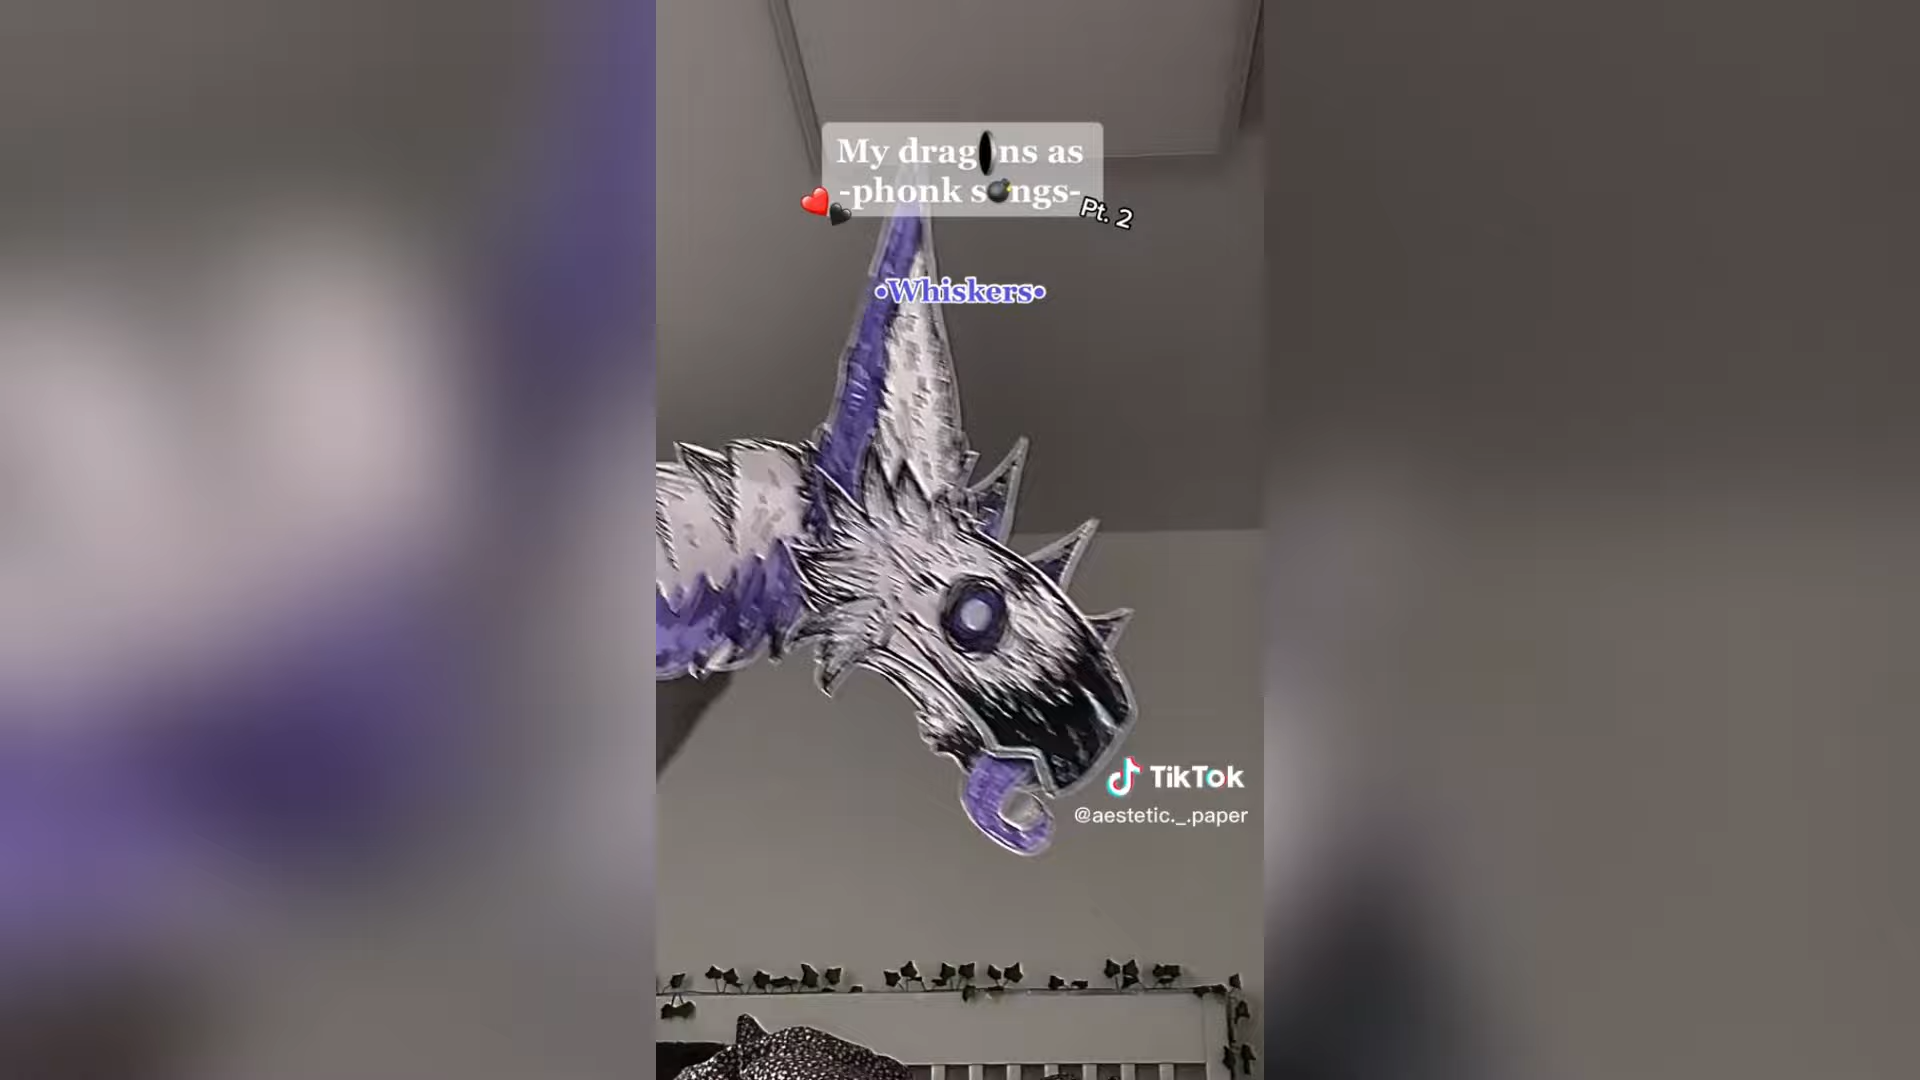 My drag🕳ns as
-phonk s💣ngs-
Pt. 2
•Whiskers•
TikTok
@aestetic._.paper